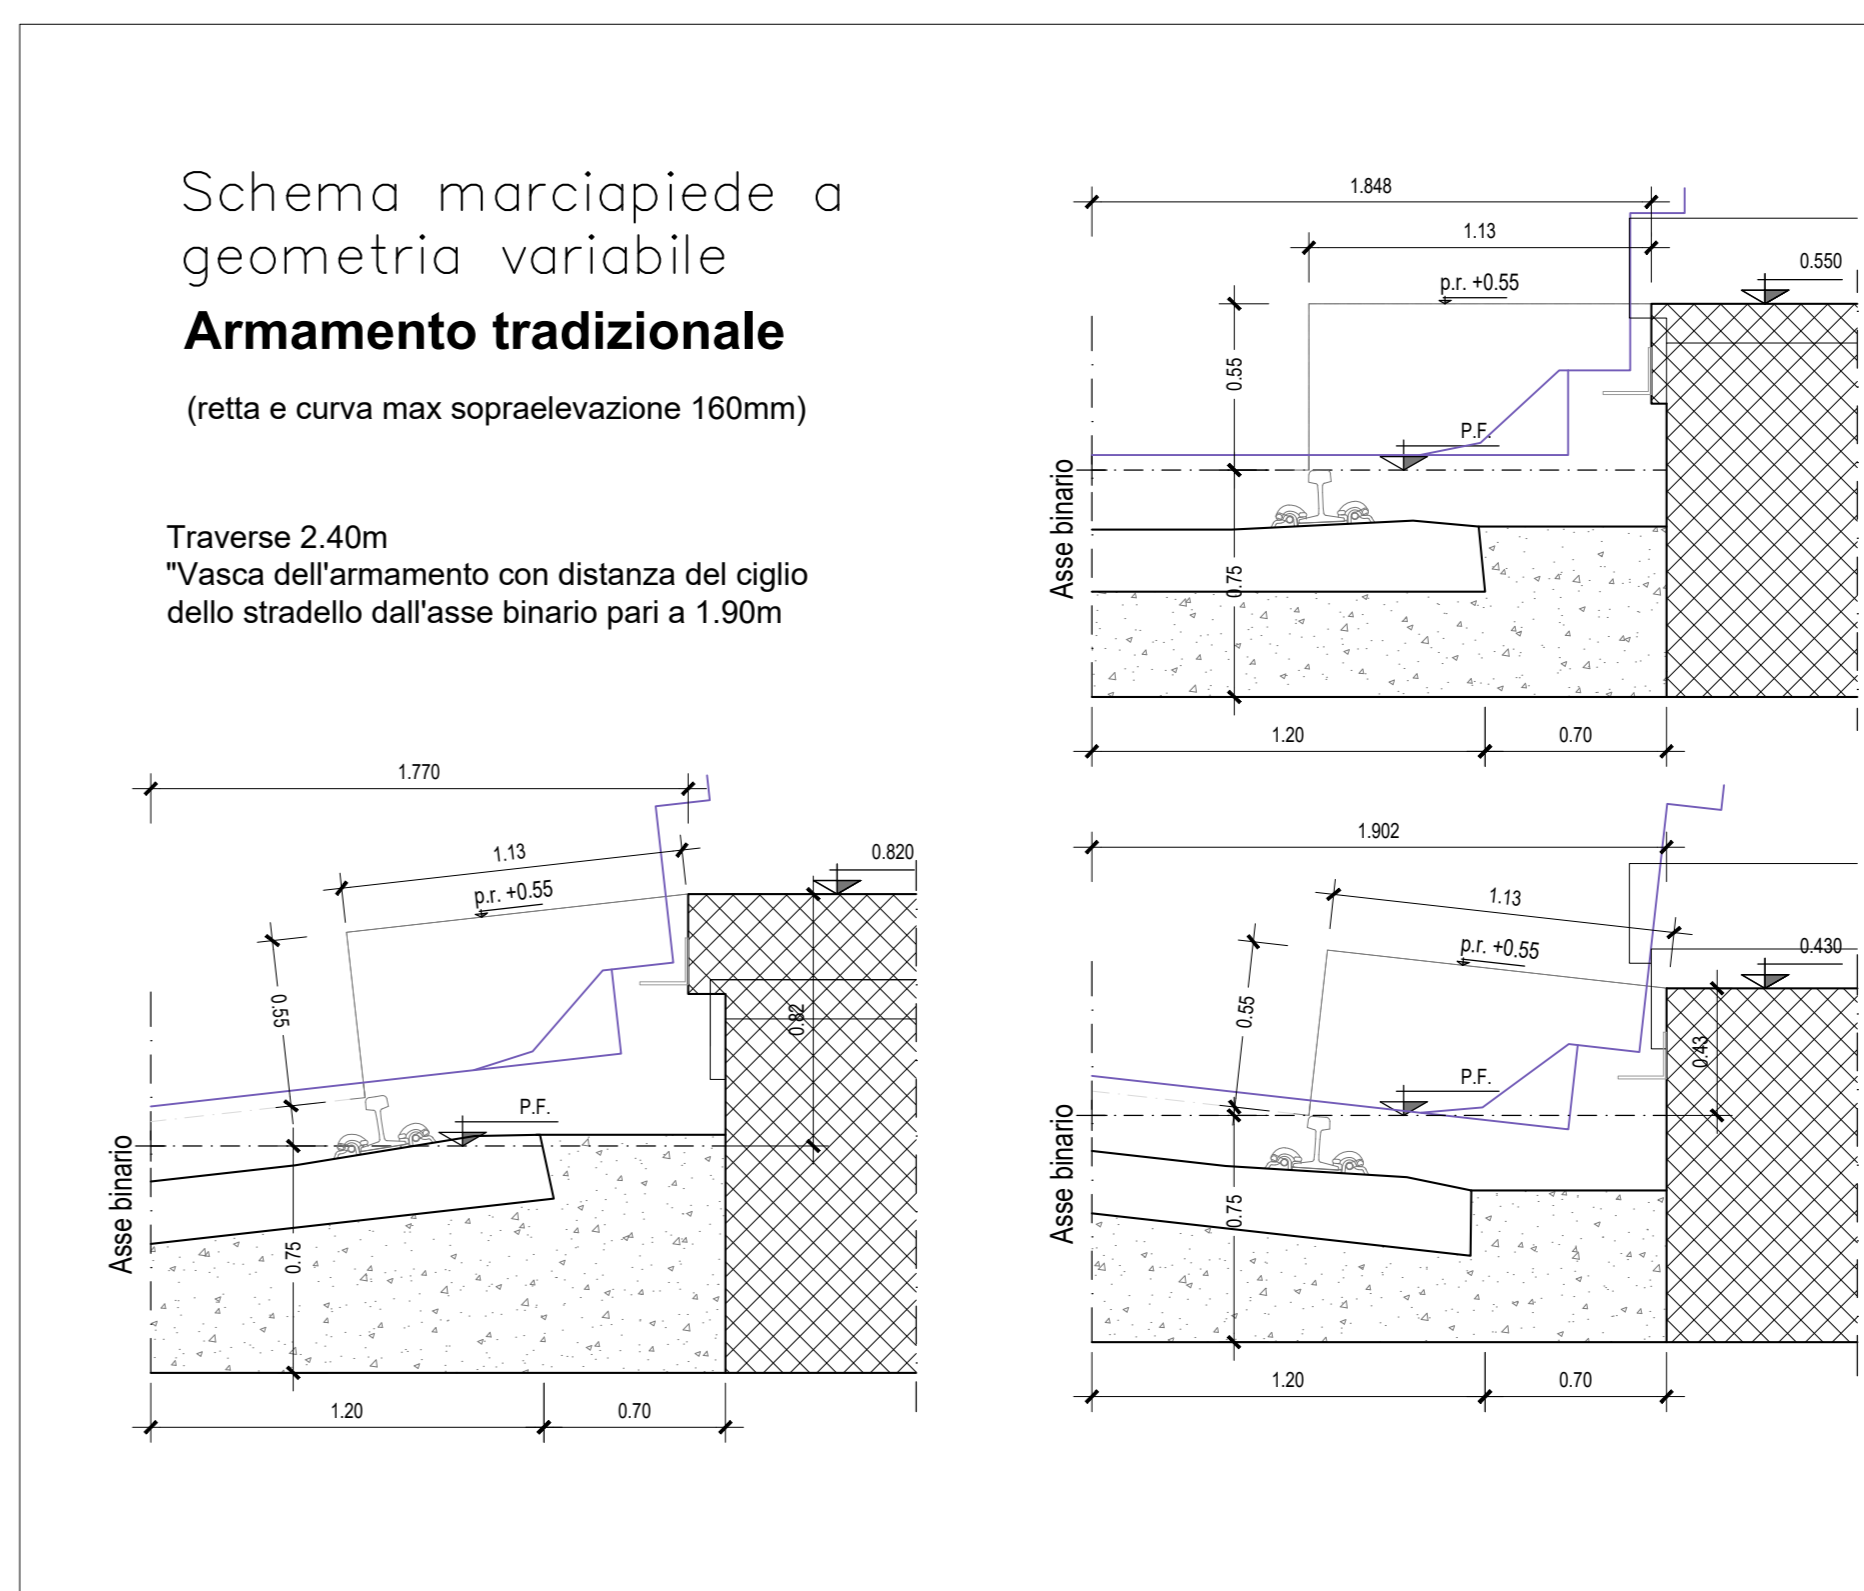 Schema marciapiede a
geometria variabile
Armamento tradizionale
(retta e curva max sopraelevazione 160mm)
Traverse 2.40m
"Vasca dell'armamento con distanza del ciglio
dello stradello dall'asse binario pari a 1.90m
1.848
1.13
0.550
p.r. +0.55
0.55
P.F.
Asse binario
0.75
1.20
0.70
1.770
1.13
0.820
p.r. +0.55
0.55
0.82
P.F.
Asse binario
0.75
1.20
0.70
1.902
1.13
0.430
p.r. +0.55
0.55
0.43
P.F.
Asse binario
0.75
1.20
0.70